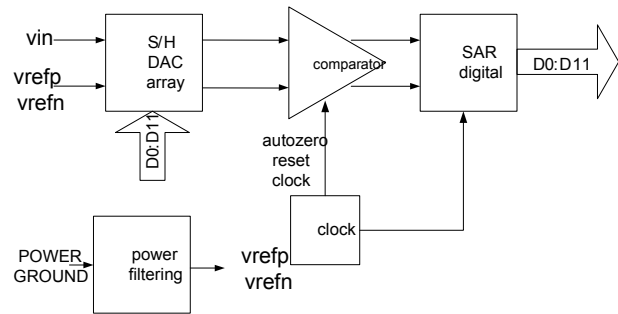 vin
vrefp
vrefn
S/H
DAC
array
D0:D11
comparator
SAR
digital
D0:D11
autozero
reset
clock
clock
POWER
GROUND
power
filtering
vrefp
vrefn